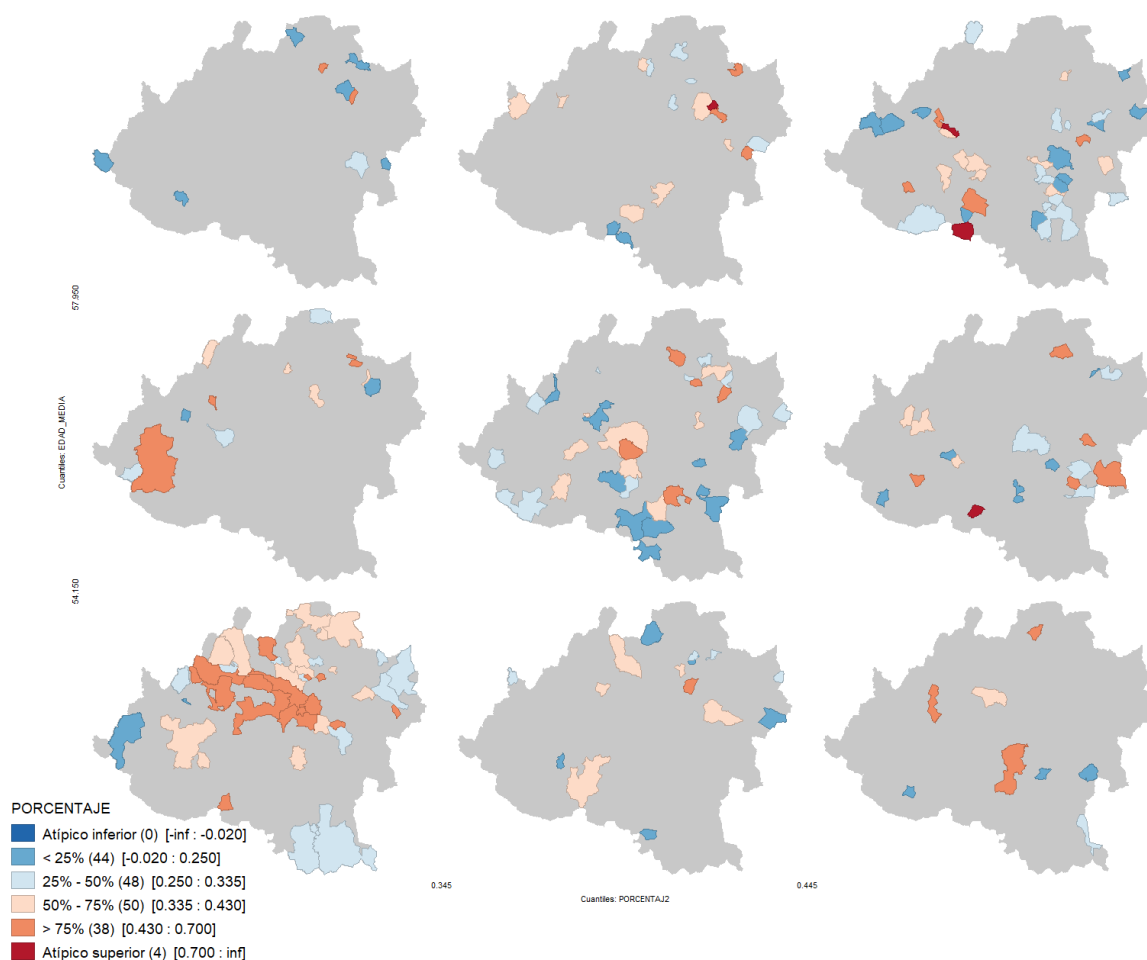 57.950
Cuantiles: EDAD_MEDIA
54.150
PORCENTAJE
Atípico inferior (0) [-inf : -0.020]
< 25% (44) [-0.020 : 0.250]
25% - 50% (48) [0.250 : 0.335]
50% - 75% (50) [0.335 : 0.430]
> 75% (38) [0.430 : 0.700]
Atípico superior (4) [0.700 : inf]
0.345
0.445
Cuantiles: PORCENTAJ2